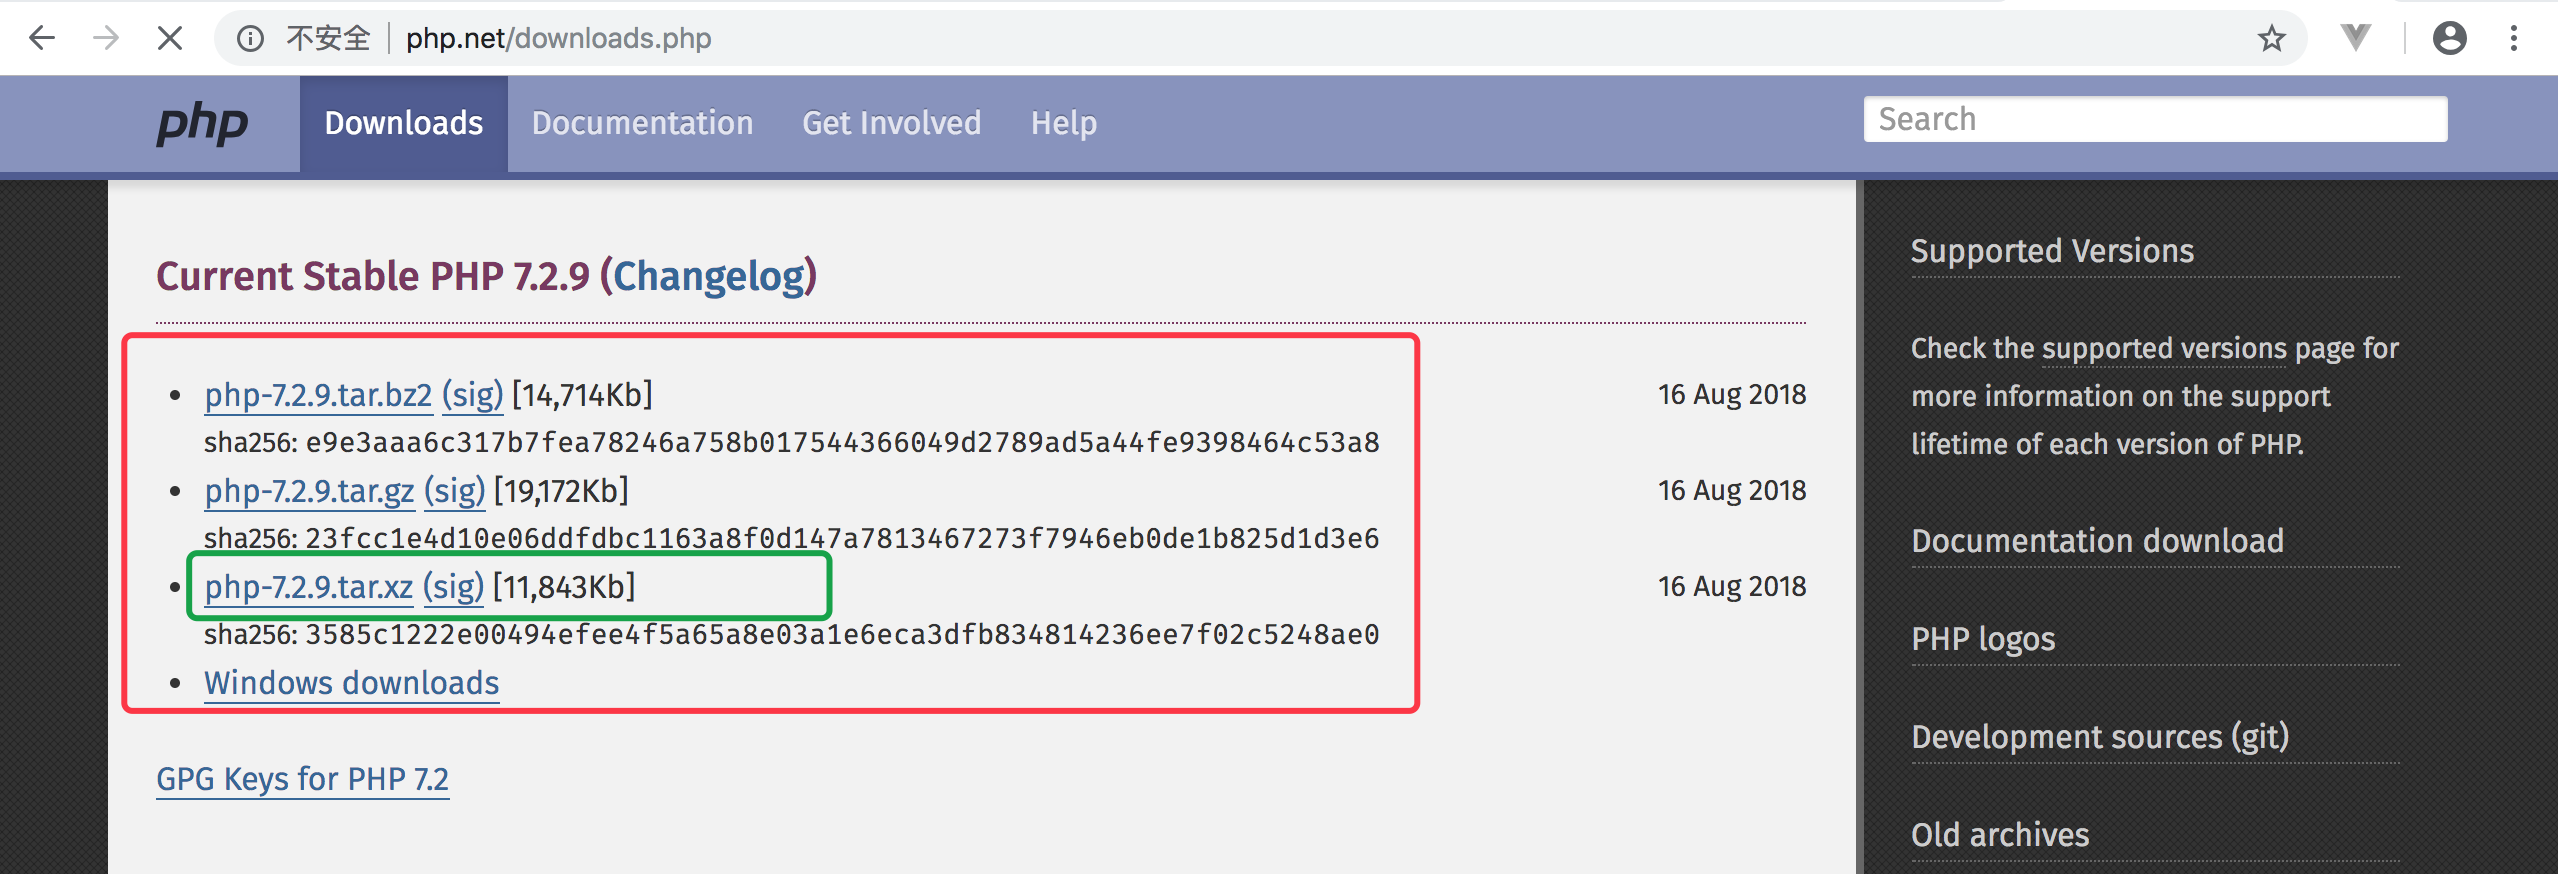 不安全 php.net/downloads.php
php Downloads Documentation Get Involved Help Search
Current Stable PHP 7.2.9 (Changelog)
• php-7.2.9.tar.bz2 (sig) [14,714Kb] 16 Aug 2018
sha256: e9e3aaa6c317b7fea78246a758b017544366049d2789ad5a44fe9398464c53a8
• php-7.2.9.tar.gz (sig) [19,172Kb] 16 Aug 2018
sha256: 23fcc1e4d10e06ddfdbc1163a8f0d147a7813467273f7946eb0de1b825d1d3e6
• php-7.2.9.tar.xz (sig) [11,843Kb] 16 Aug 2018
sha256: 3585c1222e00494efee4f5a65a8e03a1e6eca3dfb834814236ee7f02c5248ae0
• Windows downloads
GPG Keys for PHP 7.2
Supported Versions
Check the supported versions page for
more information on the support
lifetime of each version of PHP.
Documentation download
PHP logos
Development sources (git)
Old archives